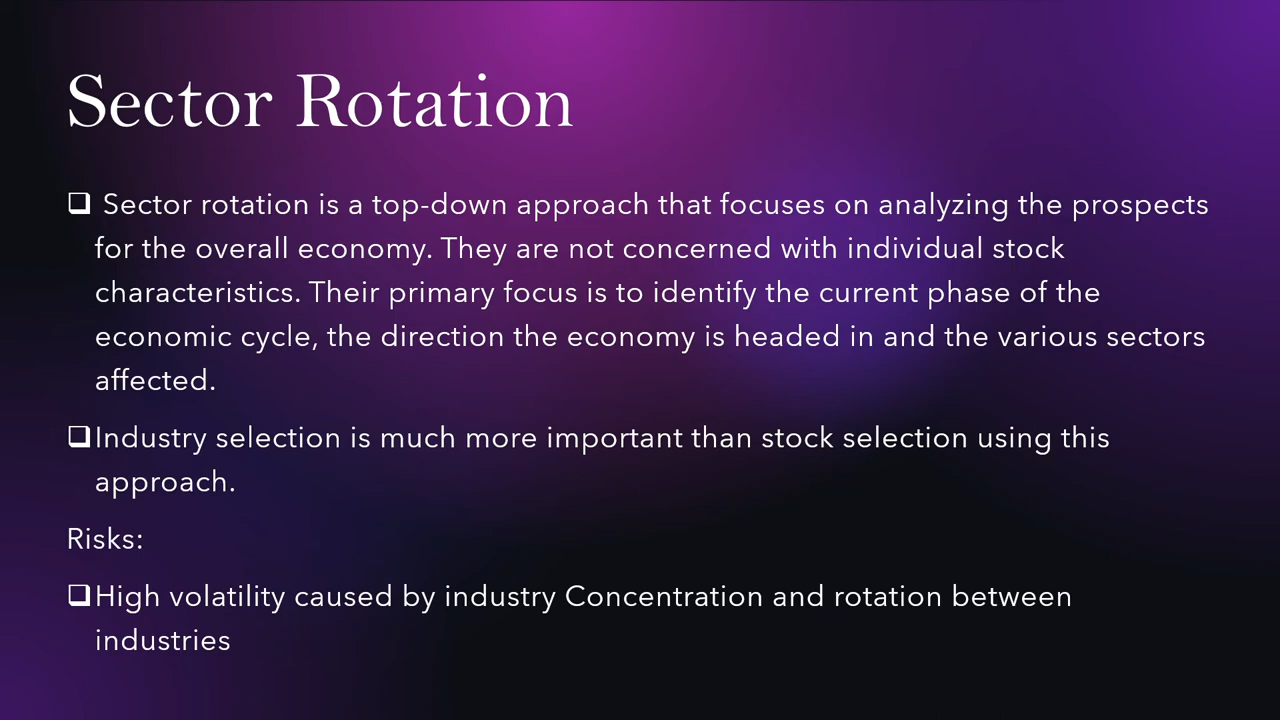 Sector Rotation
❑ Sector rotation is a top-down approach that focuses on analyzing the prospects
for the overall economy. They are not concerned with individual stock
characteristics. Their primary focus is to identify the current phase of the
economic cycle, the direction the economy is headed in and the various sectors
affected.
❑Industry selection is much more important than stock selection using this
approach.
Risks:
❑High volatility caused by industry Concentration and rotation between
industries